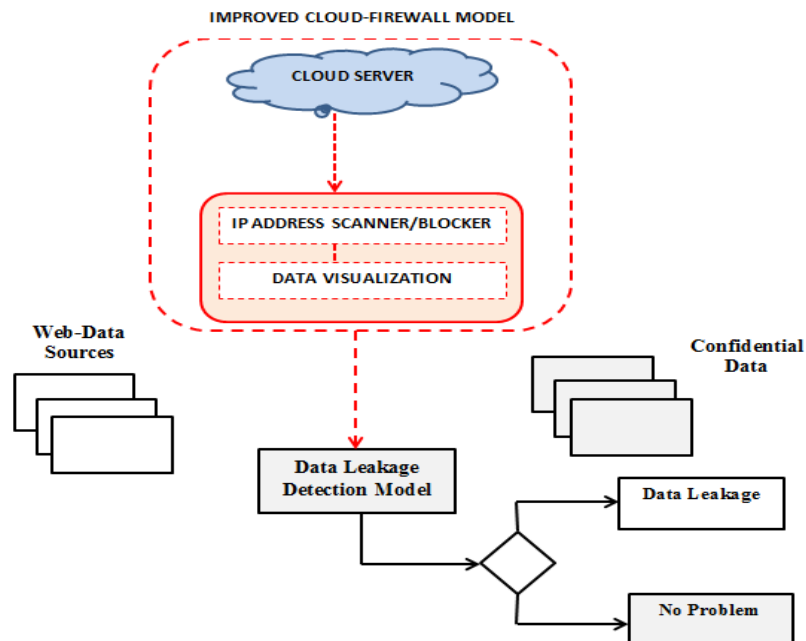 IMPROVED CLOUD-FIREWALL MODEL
CLOUD SERVER
IP ADDRESS SCANNER/BLOCKER
DATA VISUALIZATION
Web-Data
Sources
Confidential
Data
Data Leakage
Detection Model
Data Leakage
No Problem